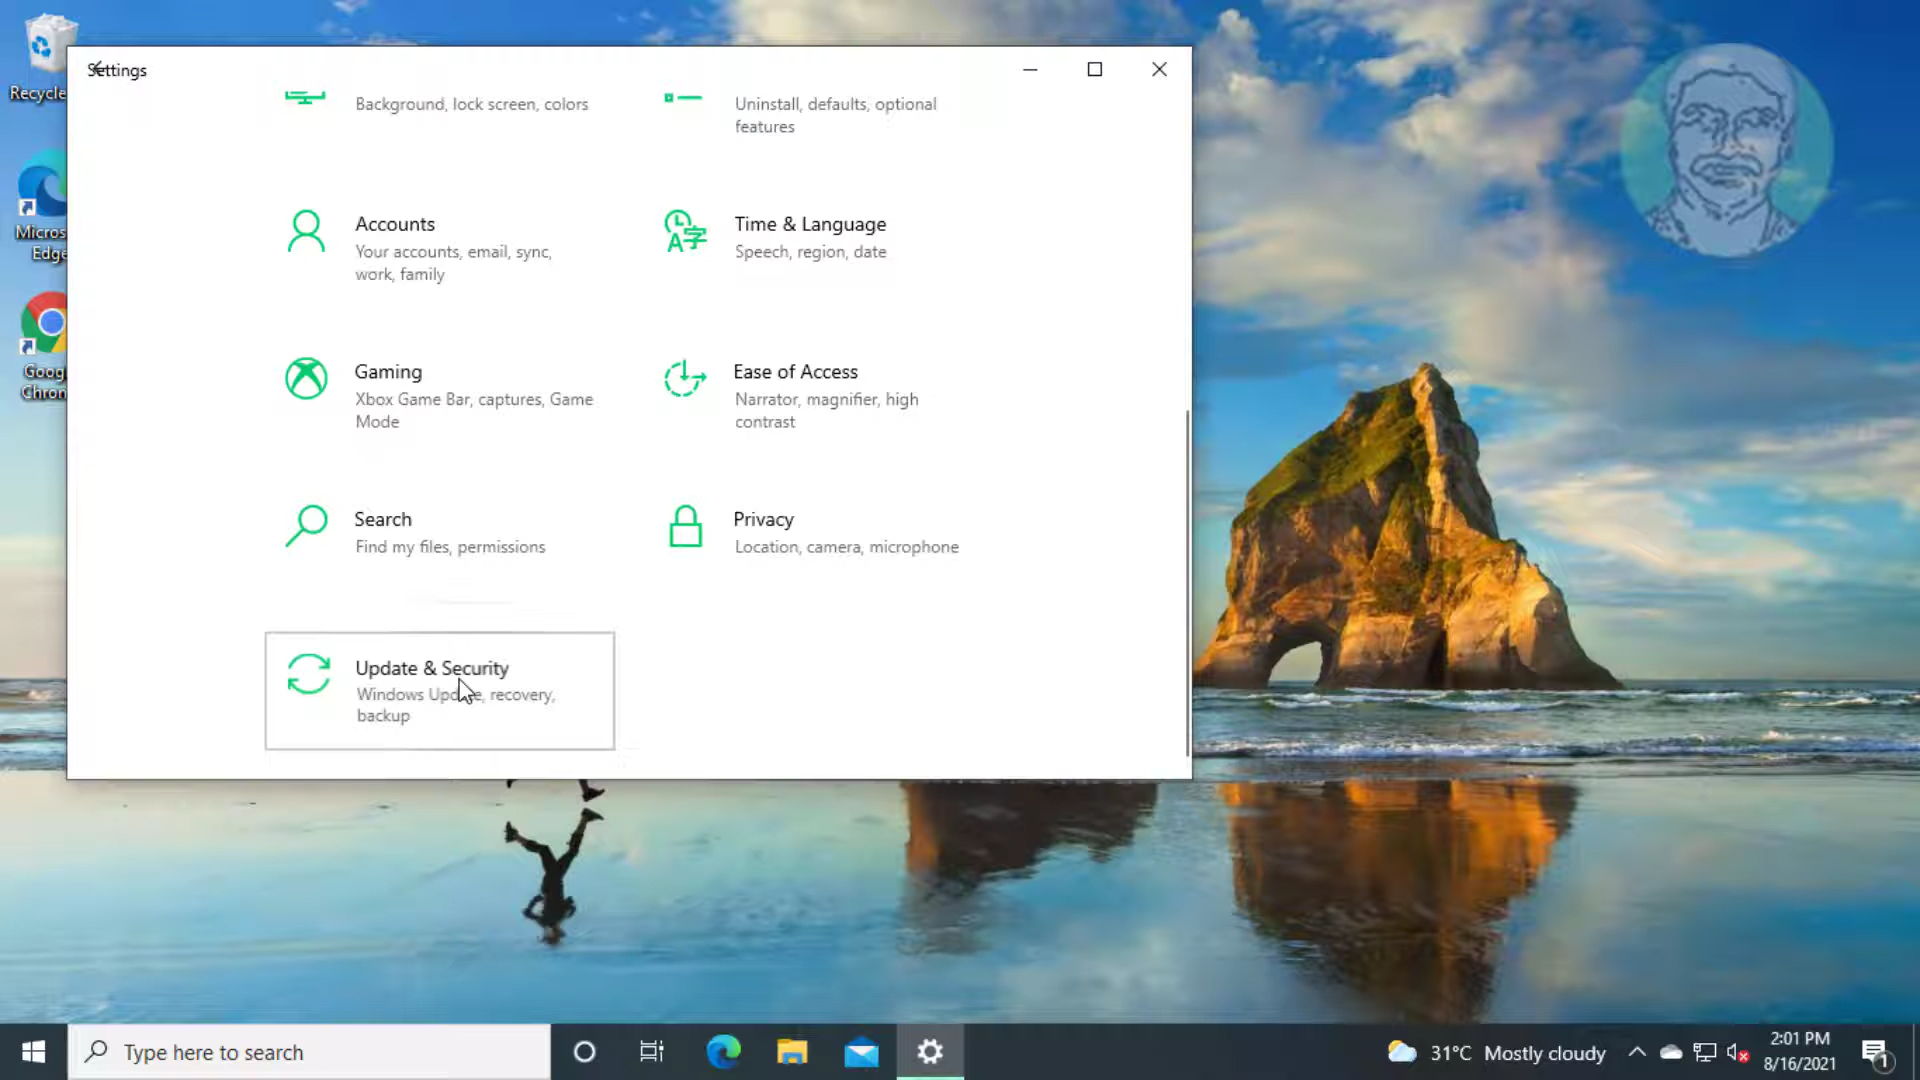 Recycle
Settings
Background, lock screen, colors
Uninstall, defaults, optional
features
Micros
Edge
Accounts
Your accounts, email, sync,
work, family
Time & Language
Speech, region, date
Goog
Chrom
Gaming
Xbox Game Bar, captures, Game
Mode
Ease of Access
Narrator, magnifier, high
contrast
Search
Find my files, permissions
Privacy
Location, camera, microphone
Update & Security
Windows Update, recovery,
backup
Type here to search
31°C Mostly cloudy
2:01 PM
8/16/2021
1